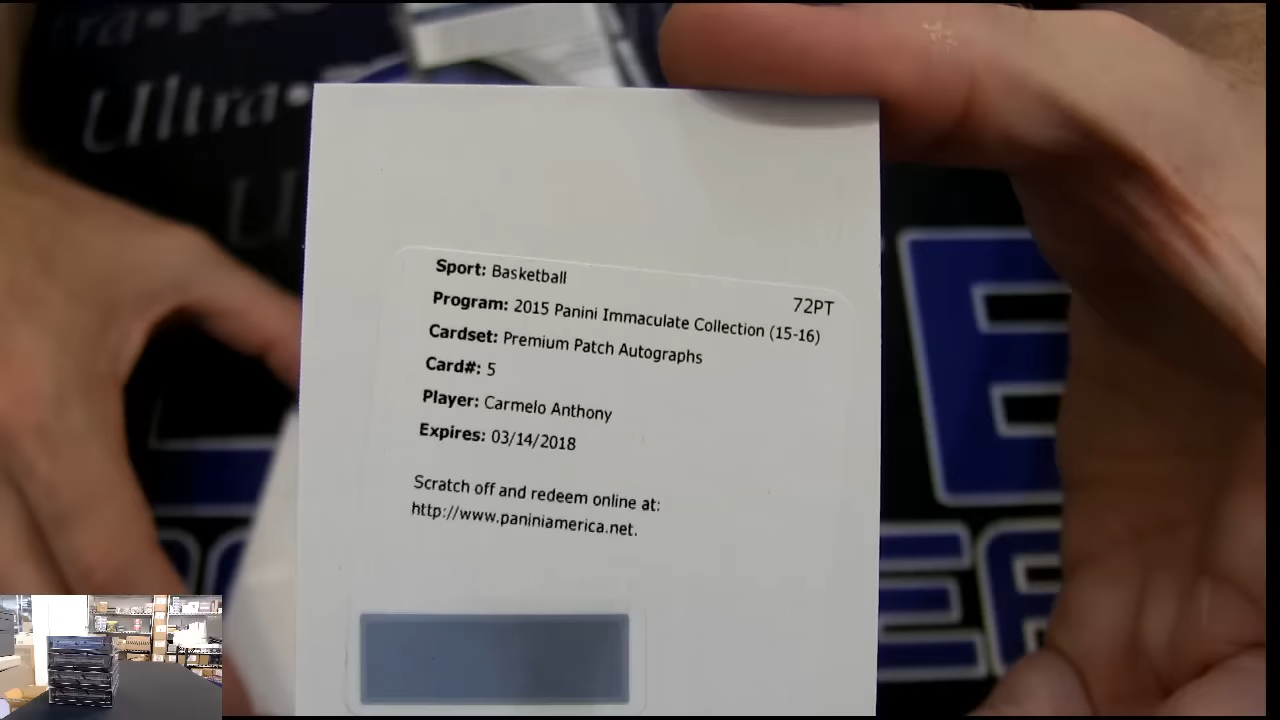 Ultra
Sport: Basketball
72PT
Program: 2015 Panini Immaculate Collection (15-16)
Cardset: Premium Patch Autographs
Card#: 5
Player: Carmelo Anthony
Expires: 03/14/2018
Scratch off and redeem online at:
http://www.paniniamerica.net.